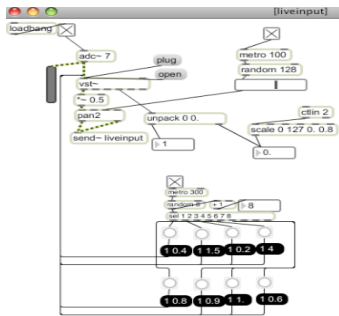 [liveinput]
loadbang
adc~ 7
plug
open
metro 100
random 128
vst~
*~ 0.5
pan2
unpack 0 0.
ctlin 2
send~ liveinput
1
scale 0 127 0. 0.8
0.
metro 300
random 8
+ 1
8
sel 1 2 3 4 5 6 7 8
1 0.4
1 1.5
1 0.2
1 4
1 0.8
1 0.9
1 1.
1 0.6